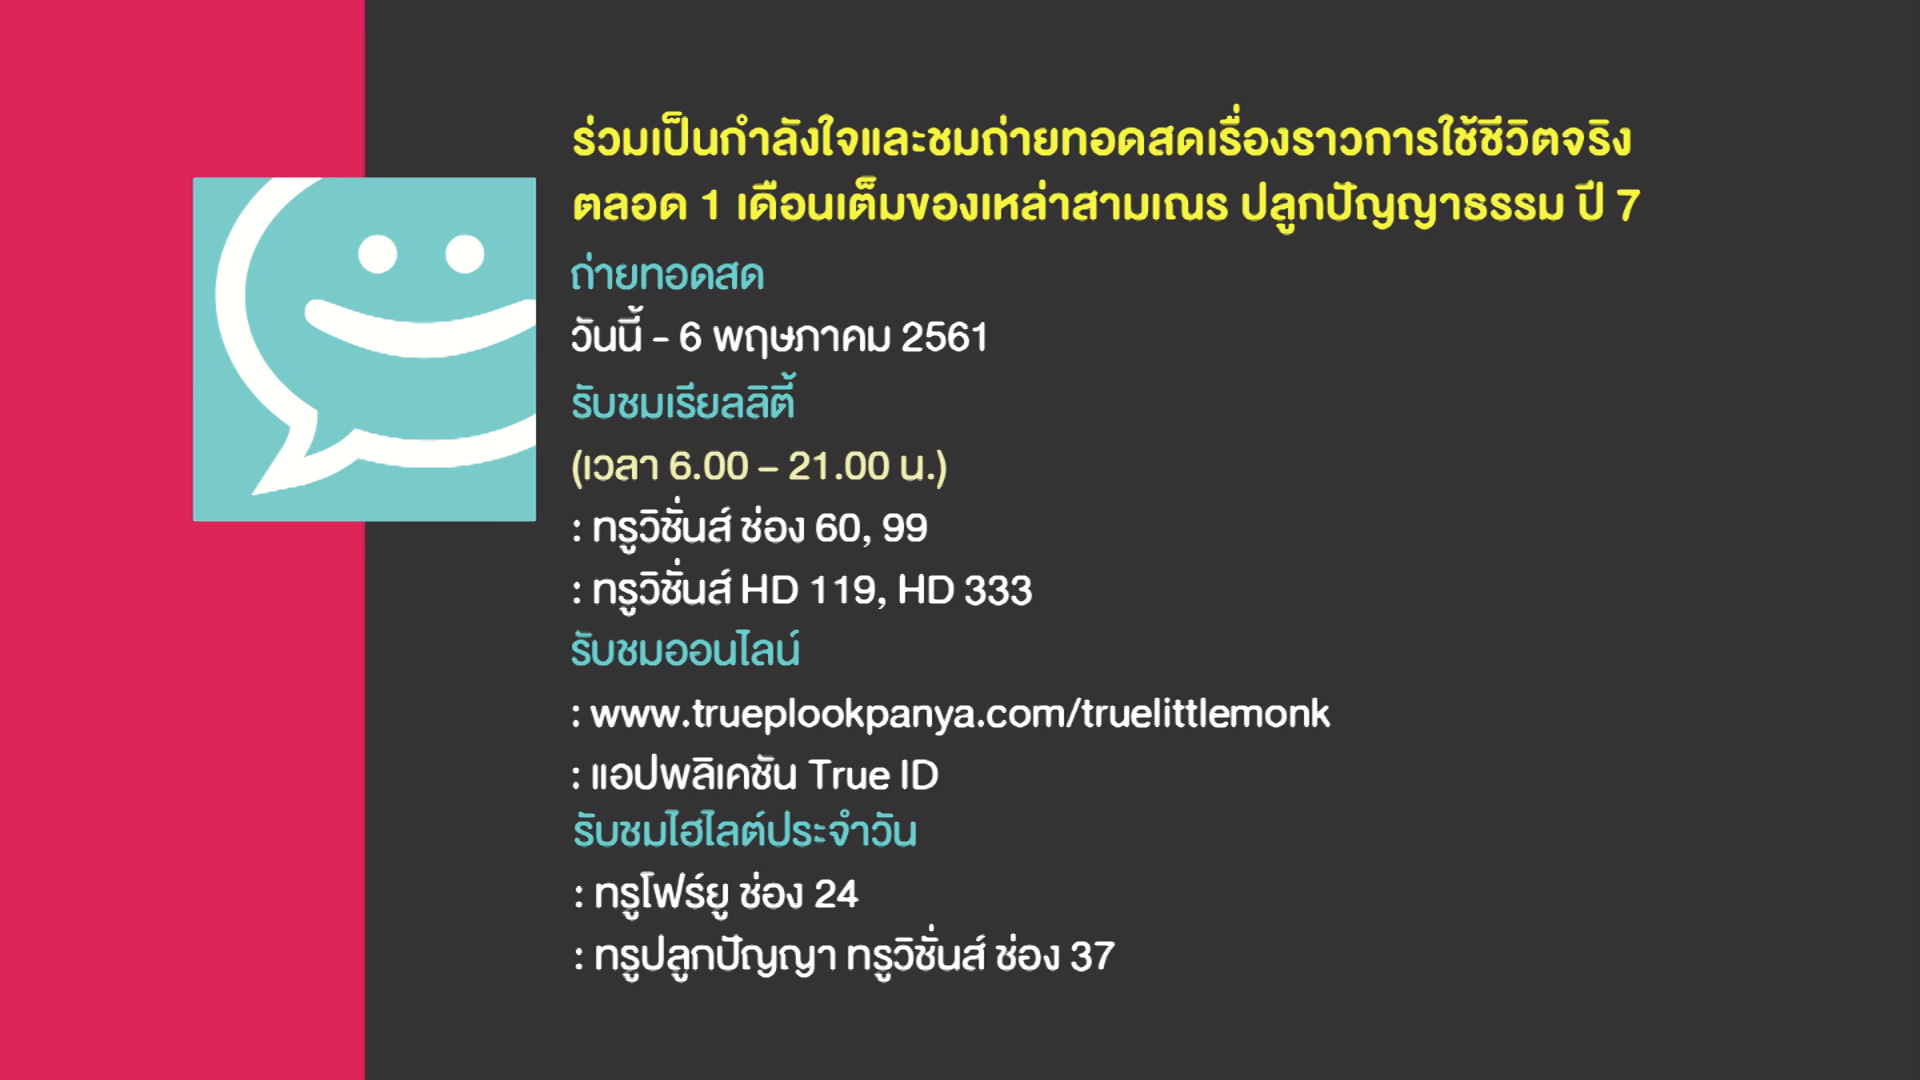 ร่วมเป็นกำลังใจและชมถ่ายทอดสดเรื่องราวการใช้ชีวิตจริง
ตลอด 1 เดือนเต็มของเหล่าสามเณร ปลูกปัญญาธรรม ปี 7
ถ่ายทอดสด
วันนี้ - 6 พฤษภาคม 2561
รับชมเรียลลิตี้
(เวลา 6.00 – 21.00 น.)
: ทรูวิชั่นส์ ช่อง 60, 99
: ทรูวิชั่นส์ HD 119, HD 333
รับชมออนไลน์
: www.trueplookpanya.com/truelittlemonk
: แอปพลิเคชัน True ID
รับชมไฮไลต์ประจำวัน
: ทรูโฟร์ยู ช่อง 24
: ทรูปลูกปัญญา ทรูวิชั่นส์ ช่อง 37